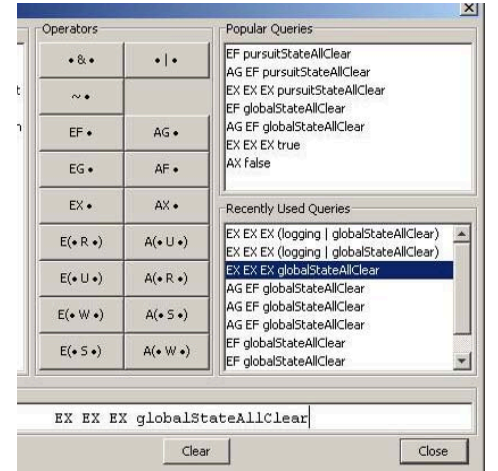 Operators
• & •
• | •
~ •
EF •
AG •
EG •
AF •
EX •
AX •
E(• R •)
A(• U •)
E(• U •)
A(• R •)
E(• W •)
A(• S •)
E(• S •)
A(• W •)
Popular Queries
EF pursuitStateAllClear
AG EF pursuitStateAllClear
EX EX EX pursuitStateAllClear
EF globalStateAllClear
AG EF globalStateAllClear
EX EX EX true
AX false
Recently Used Queries
EX EX EX (logging | globalStateAllClear)
EX EX EX (logging | globalStateAllClear)
EX EX EX globalStateAllClear
AG EF globalStateAllClear
AG EF globalStateAllClear
AG EF globalStateAllClear
EF globalStateAllClear
EF globalStateAllClear
EX EX EX globalStateAllClear
Clear
Close